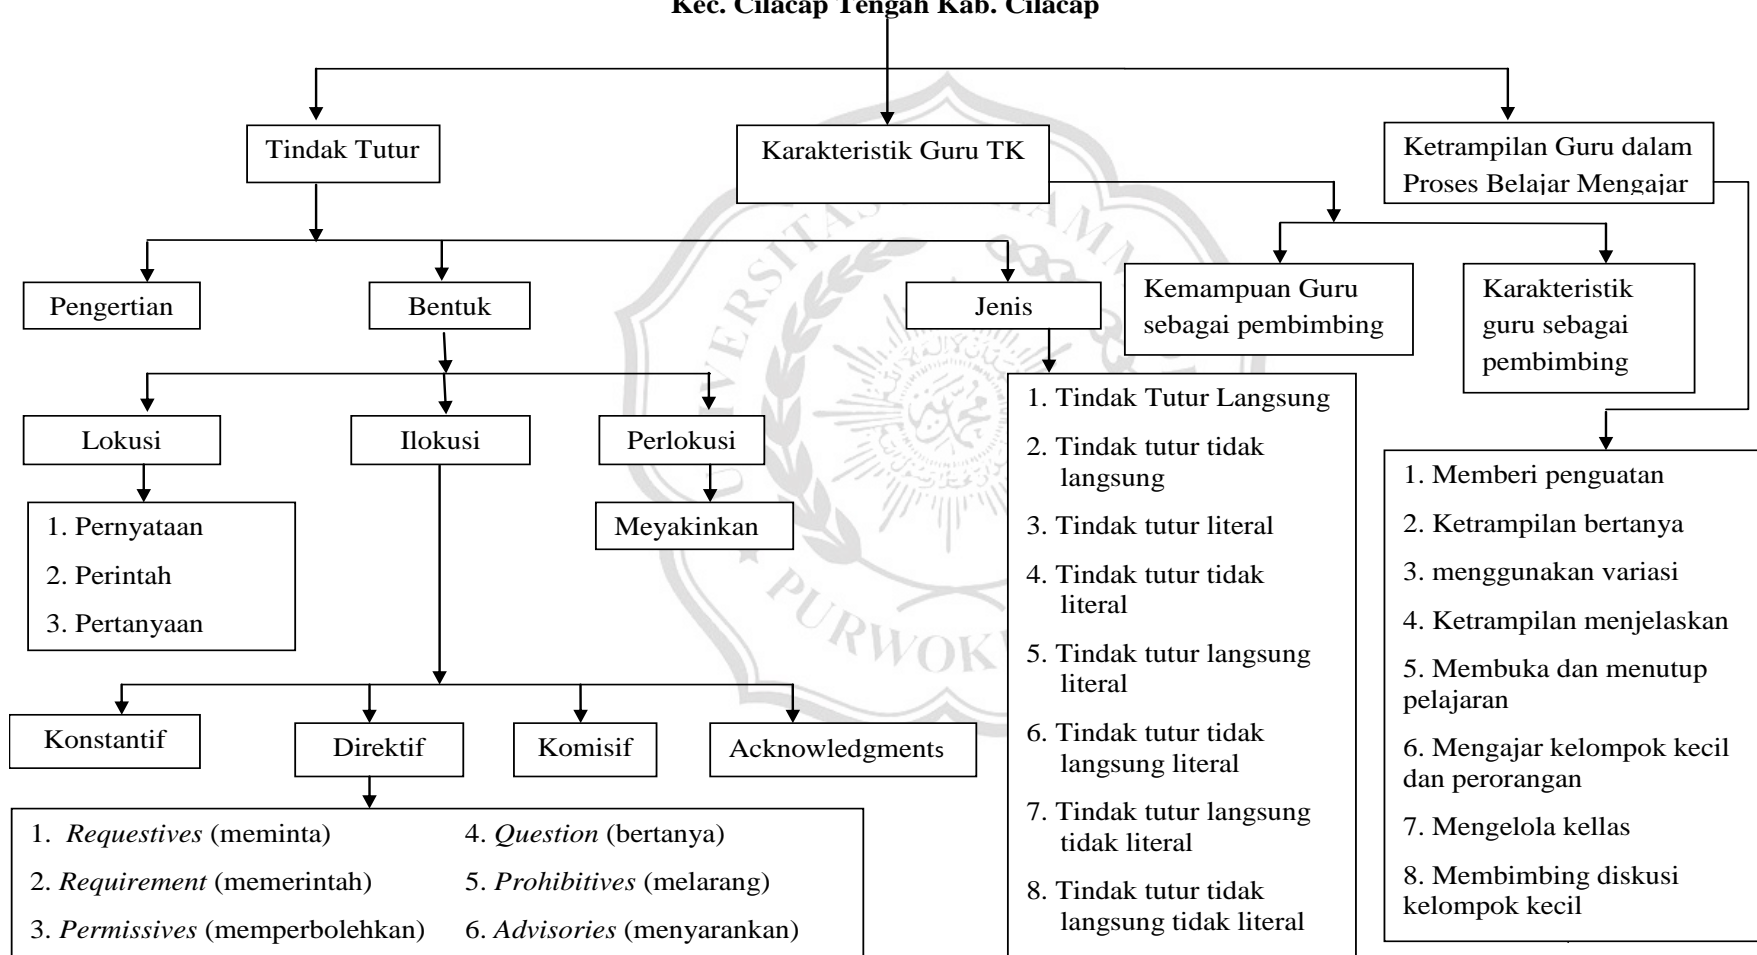 Kec. Cilacap Tengah Kab. Cilacap
Tindak Tutur
Karakteristik Guru TK
Ketrampilan Guru dalam
Proses Belajar Mengajar
Pengertian
Bentuk
Jenis
Kemampuan Guru
sebagai pembimbing
Karakteristik
guru sebagai
pembimbing
Lokusi
Ilokusi
Perlokusi
1. Pernyataan
2. Perintah
3. Pertanyaan
Meyakinkan
1. Tindak Tutur Langsung
2. Tindak tutur tidak
langsung
3. Tindak tutur literal
4. Tindak tutur tidak
literal
5. Tindak tutur langsung
literal
6. Tindak tutur tidak
langsung literal
7. Tindak tutur langsung
tidak literal
8. Tindak tutur tidak
langsung tidak literal
1. Memberi penguatan
2. Ketrampilan bertanya
3. menggunakan variasi
4. Ketrampilan menjelaskan
5. Membuka dan menutup
pelajaran
6. Mengajar kelompok kecil
dan perorangan
7. Mengelola kellas
8. Membimbing diskusi
kelompok kecil
Konstantif
Direktif
Komisif
Acknowledgments
1. Requestives (meminta)
2. Requirement (memerintah)
3. Permissives (memperbolehkan)
4. Question (bertanya)
5. Prohibitives (melarang)
6. Advisories (menyarankan)